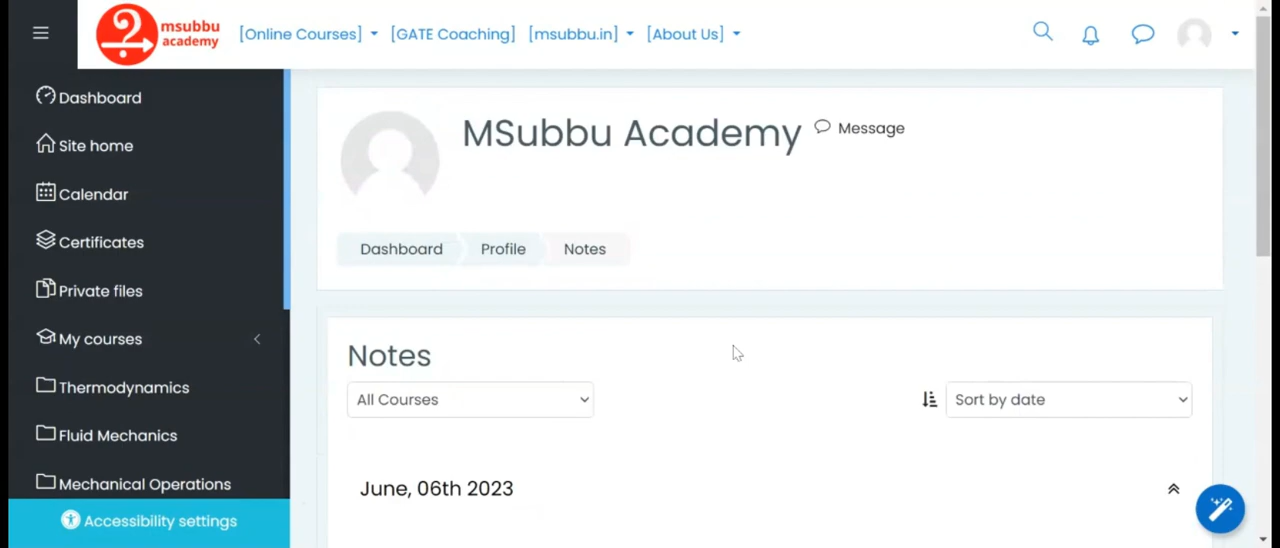 msubbu
academy
[Online Courses] [GATE Coaching] [msubbu.in] [About Us]
Dashboard
Site home
Calendar
Certificates
Private files
My courses
Thermodynamics
Fluid Mechanics
Mechanical Operations
Accessibility settings
MSubbu Academy Message
Dashboard Profile Notes
Notes
All Courses Sort by date
June, 06th 2023